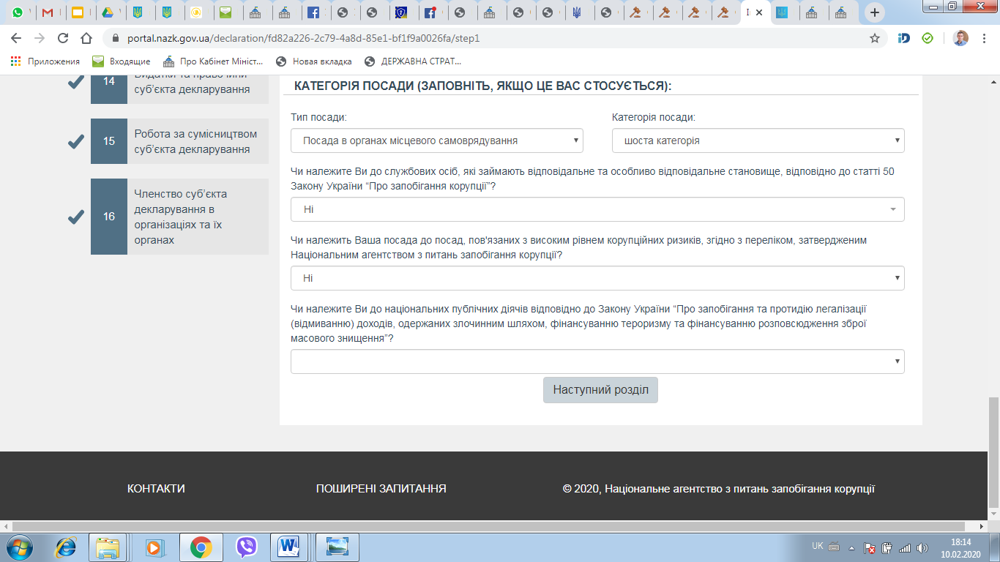 portal.nazk.gov.ua/declaration/fd82a226-2c79-4a8d-85e1-bf1f9a0026fa/step1
Приложения
Входящие
Про Кабінет Мініст...
Новая вкладка
ДЕРЖАВНА СТРАТ...
14
Видатки та правочини
суб'єкта декларування
15
Робота за сумісництвом
суб'єкта декларування
16
Членство суб'єкта
декларування в
організаціях та їх
органах
КАТЕГОРІЯ ПОСАДИ (ЗАПОВНІТЬ, ЯКЩО ЦЕ ВАС СТОСУЄТЬСЯ):
Тип посади:
Категорія посади:
Посада в органах місцевого самоврядування
шоста категорія
Чи належите Ви до службових осіб, які займають відповідальне та особливо відповідальне становище, відповідно до статті 50
Закону України “Про запобігання корупції”?
Ні
Чи належить Ваша посада до посад, пов'язаних з високим рівнем корупційних ризиків, згідно з переліком, затвердженим
Національним агентством з питань запобігання корупції?
Ні
Чи належите Ви до національних публічних діячів відповідно до Закону України “Про запобігання та протидію легалізації
(відмиванню) доходів, одержаних злочинним шляхом, фінансуванню тероризму та фінансуванню розповсюдження зброї
масового знищення”?
Наступний розділ
КОНТАКТИ
ПОШИРЕНІ ЗАПИТАННЯ
© 2020, Національне агентство з питань запобігання корупції
UK
18:14
10.02.2020